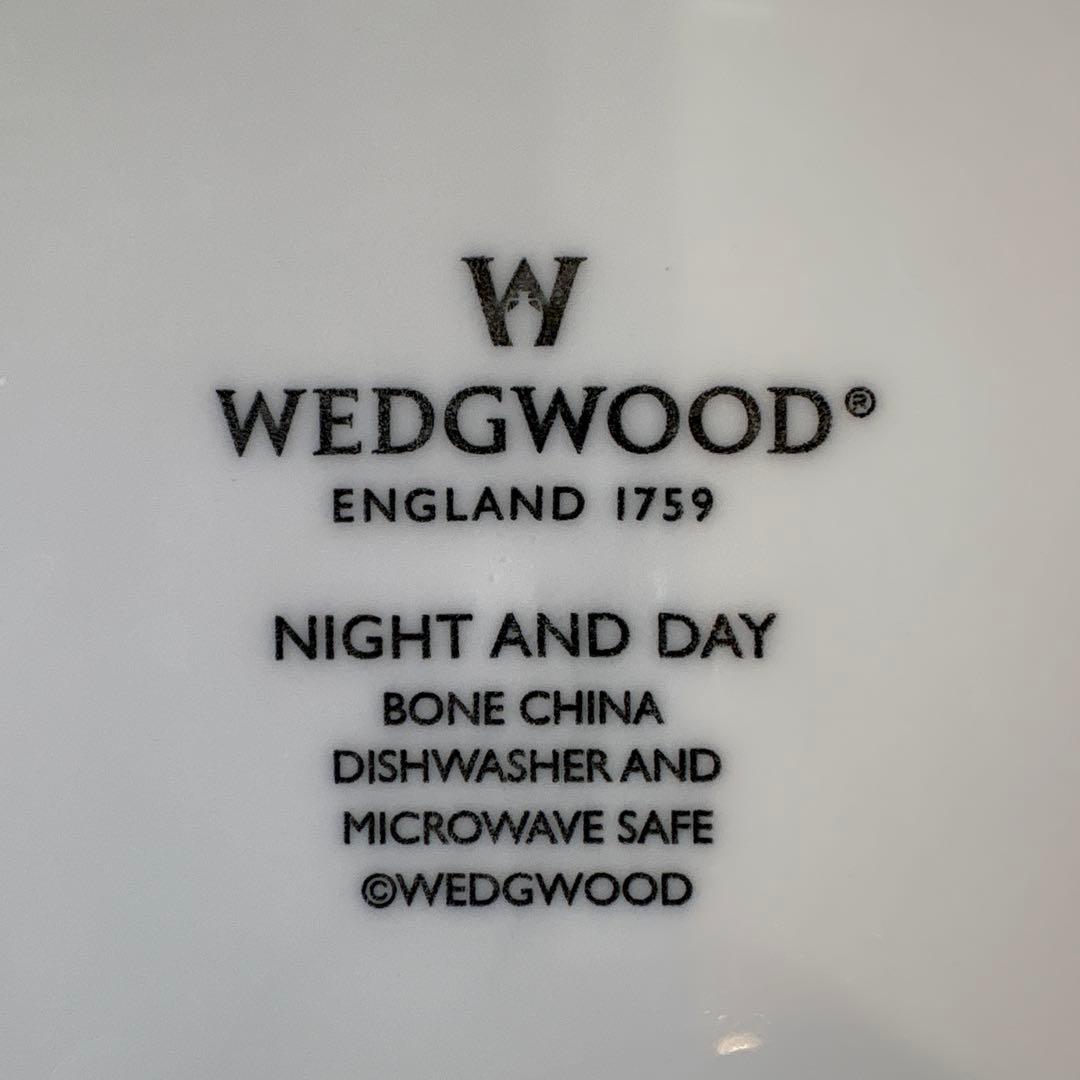 W
WEDGWOOD®
ENGLAND 1759
NIGHT AND DAY
BONE CHINA
DISHWASHER AND
MICROWAVE SAFE
©WEDGWOOD